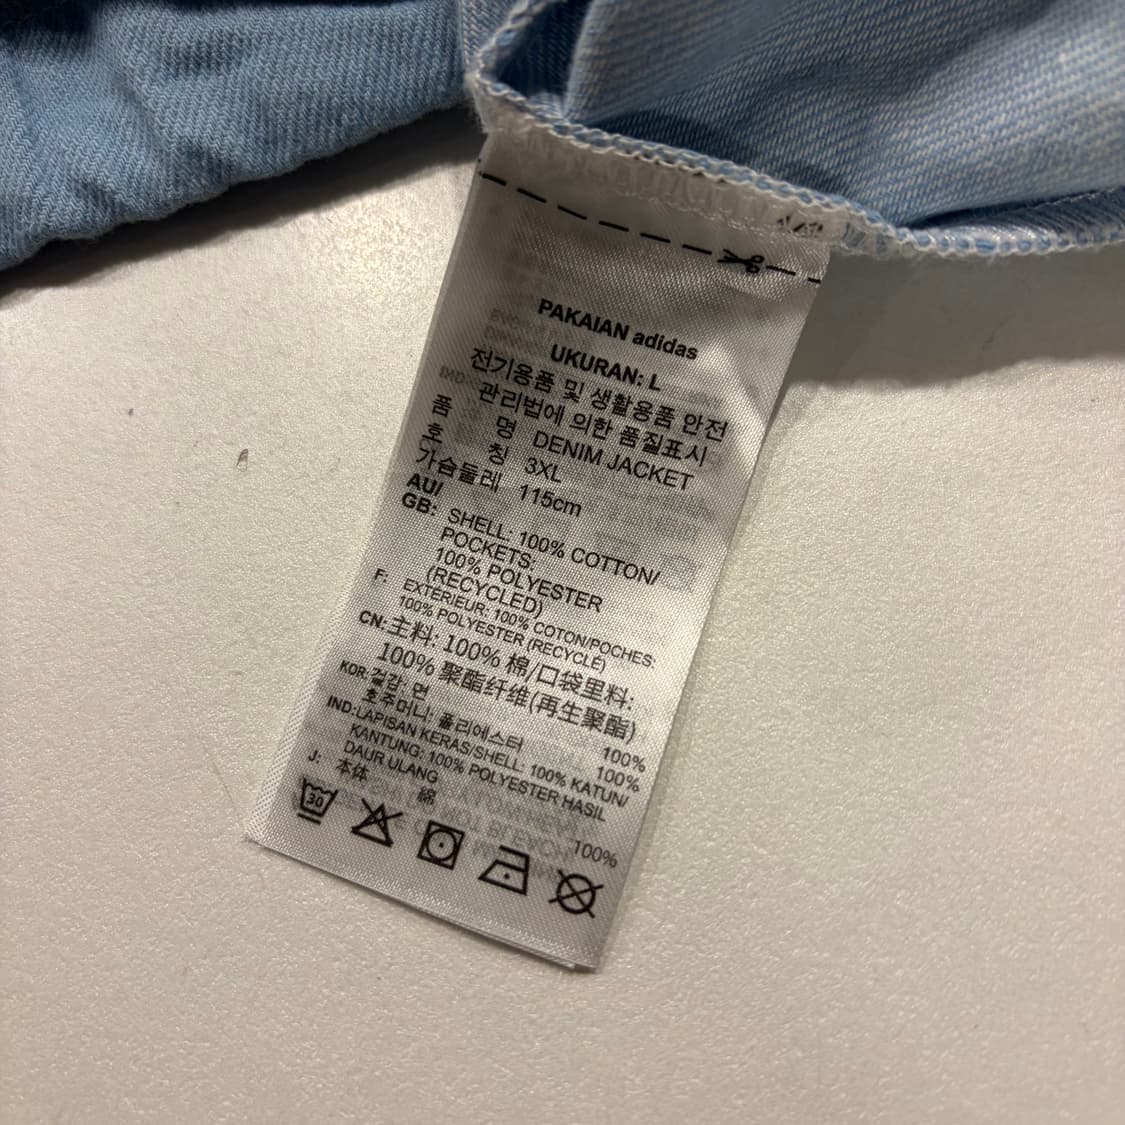 PAKAIAN adidas
UKURAN: L
전기용품 및 생활용품 안전
관리법에 의한 품질표시
품 명 DENIM JACKET
호 칭 3XL
가슴둘레 115cm
AU/
GB: SHELL: 100% COTTON/
POCKETS:
100% POLYESTER
(RECYCLED)
F: EXTÉRIEUR: 100% COTON/POCHES:
100% POLYESTER (RECYCLÉ)
CN: 主料: 100% 棉/口袋里料:
100% 聚酯纤维(再生聚酯)
KOR: 겉감: 면 100%
호주머니: 폴리에스터 100%
IND: LAPISAN KERAS/SHELL: 100% KATUN/
KANTUNG: 100% POLYESTER HASIL
DAUR ULANG
J: 本体
綿 100%
30